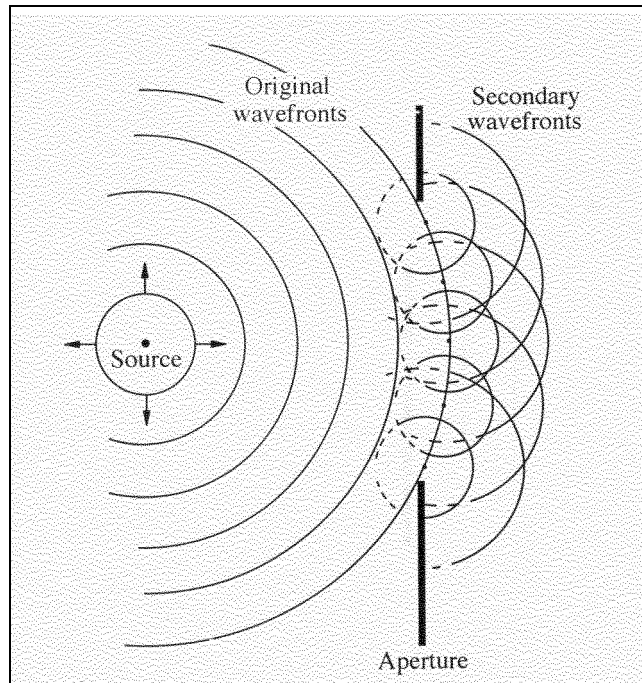 Original
wavefronts
Secondary
wavefronts
Source
Aperture